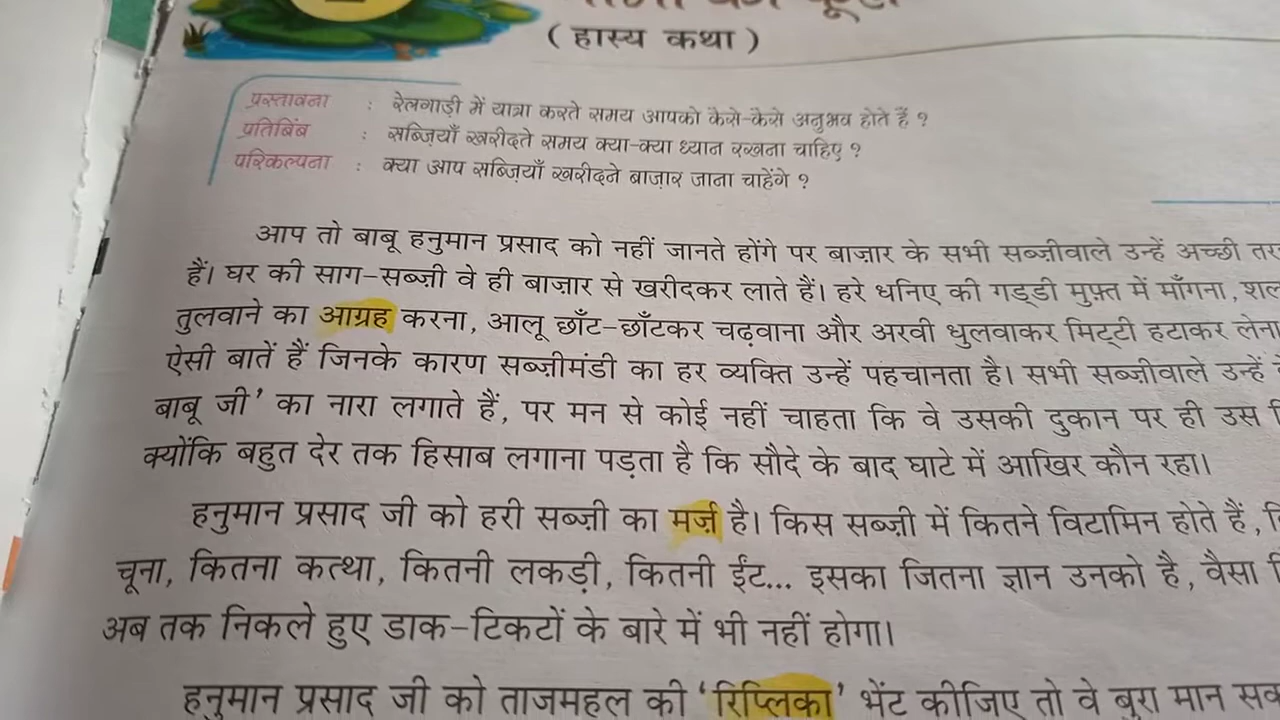 ( हास्य कथा )
प्रस्तावना : रेलगाड़ी में यात्रा करते समय आपको कैसे-कैसे अनुभव होते हैं ?
प्रतिबिंब : सब्ज़ियाँ खरीदते समय क्या-क्या ध्यान रखना चाहिए ?
परिकल्पना : क्या आप सब्ज़ियाँ खरीदने बाज़ार जाना चाहेंगे ?
आप तो बाबू हनुमान प्रसाद को नहीं जानते होंगे पर बाज़ार के सभी सब्ज़ीवाले उन्हें अच्छी तर
हैं। घर की साग-सब्ज़ी वे ही बाज़ार से खरीदकर लाते हैं। हरे धनिए की गड्डी मुफ़्त में माँगना, शल
तुलवाने का आग्रह करना, आलू छाँट-छाँटकर चढ़वाना और अरवी धुलवाकर मिट्टी हटाकर लेना
ऐसी बातें हैं जिनके कारण सब्ज़ीमंडी का हर व्यक्ति उन्हें पहचानता है। सभी सब्ज़ीवाले उन्हें
बाबू जी’ का नारा लगाते हैं, पर मन से कोई नहीं चाहता कि वे उसकी दुकान पर ही उस
क्योंकि बहुत देर तक हिसाब लगाना पड़ता है कि सौदे के बाद घाटे में आखिर कौन रहा।
हनुमान प्रसाद जी को हरी सब्ज़ी का मर्ज़ है। किस सब्ज़ी में कितने विटामिन होते हैं,
चूना, कितना कत्था, कितनी लकड़ी, कितनी ईंट... इसका जितना ज्ञान उनको है, वैसा
अब तक निकले हुए डाक-टिकटों के बारे में भी नहीं होगा।
हनुमान प्रसाद जी को ताजमहल की ‘रिप्लिका’ भेंट कीजिए तो वे बुरा मान सक